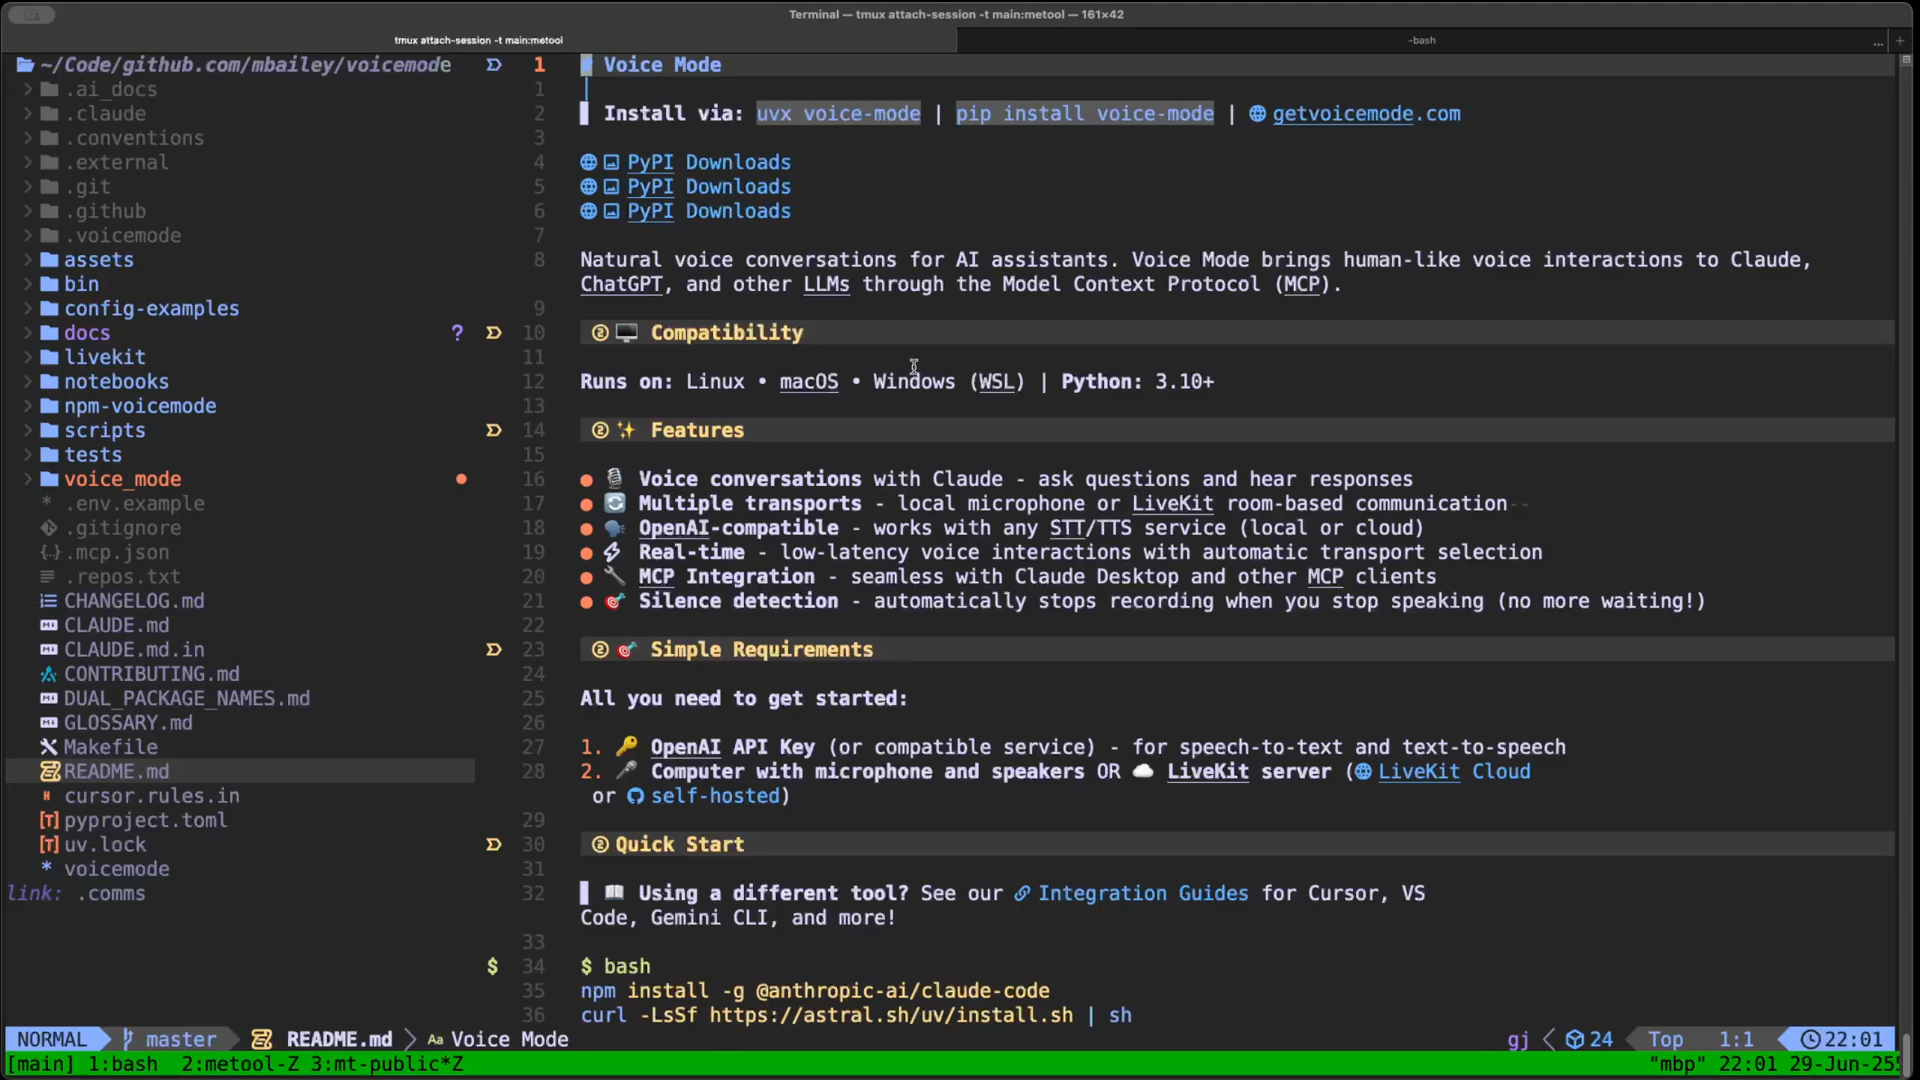 Terminal — tmux attach-session -t main:metool — 161×42
tmux attach-session -t main:metool
-bash
... +
~/Code/github.com/mbailey/voicemode
.ai_docs
.claude
.conventions
.external
.git
.github
.voicemode
assets
bin
config-examples
docs ?
livekit
notebooks
npm-voicemode
scripts
tests
voice_mode
* .env.example
.gitignore
{..} .mcp.json
.repos.txt
CHANGELOG.md
CLAUDE.md
CLAUDE.md.in
CONTRIBUTING.md
DUAL_PACKAGE_NAMES.md
GLOSSARY.md
Makefile
README.md
cursor.rules.in
[T] pyproject.toml
[T] uv.lock
* voicemode
link: .comms
1 Voice Mode
1
2 Install via: uvx voice-mode | pip install voice-mode | getvoicemode.com
3
4 PyPI Downloads
5 PyPI Downloads
6 PyPI Downloads
7
8 Natural voice conversations for AI assistants. Voice Mode brings human-like voice interactions to Claude,
ChatGPT, and other LLMs through the Model Context Protocol (MCP).
9
10 ② Compatibility
11
12 Runs on: Linux • macOS • Windows (WSL) | Python: 3.10+
13
14 ② Features
15
16 ● Voice conversations with Claude - ask questions and hear responses
17 ● Multiple transports - local microphone or LiveKit room-based communication--
18 ● OpenAI-compatible - works with any STT/TTS service (local or cloud)
19 ● Real-time - low-latency voice interactions with automatic transport selection
20 ● MCP Integration - seamless with Claude Desktop and other MCP clients
21 ● Silence detection - automatically stops recording when you stop speaking (no more waiting!)
22
23 ② Simple Requirements
24
25 All you need to get started:
26
27 1. OpenAI API Key (or compatible service) - for speech-to-text and text-to-speech
28 2. Computer with microphone and speakers OR LiveKit server (LiveKit Cloud
or self-hosted)
29
30 ② Quick Start
31
32 Using a different tool? See our Integration Guides for Cursor, VS
Code, Gemini CLI, and more!
33
$ 34 $ bash
35 npm install -g @anthropic-ai/claude-code
36 curl -LsSf https://astral.sh/uv/install.sh | sh
NORMAL master README.md Aa Voice Mode gj 24 Top 1:1 22:01
[main] 1:bash 2:metool-Z 3:mt-public*Z "mbp" 22:01 29-Jun-25